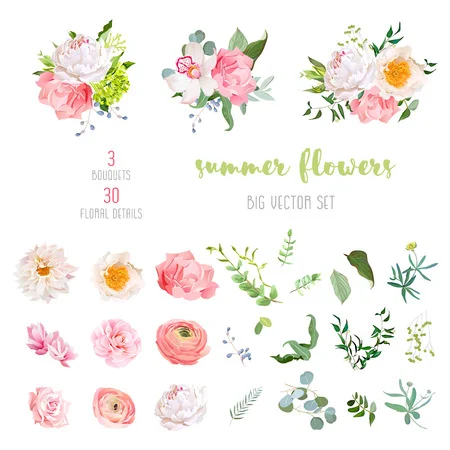 3
BOUQUETS
30
FLORAL DETAILS
summer flowers
BIG VECTOR SET